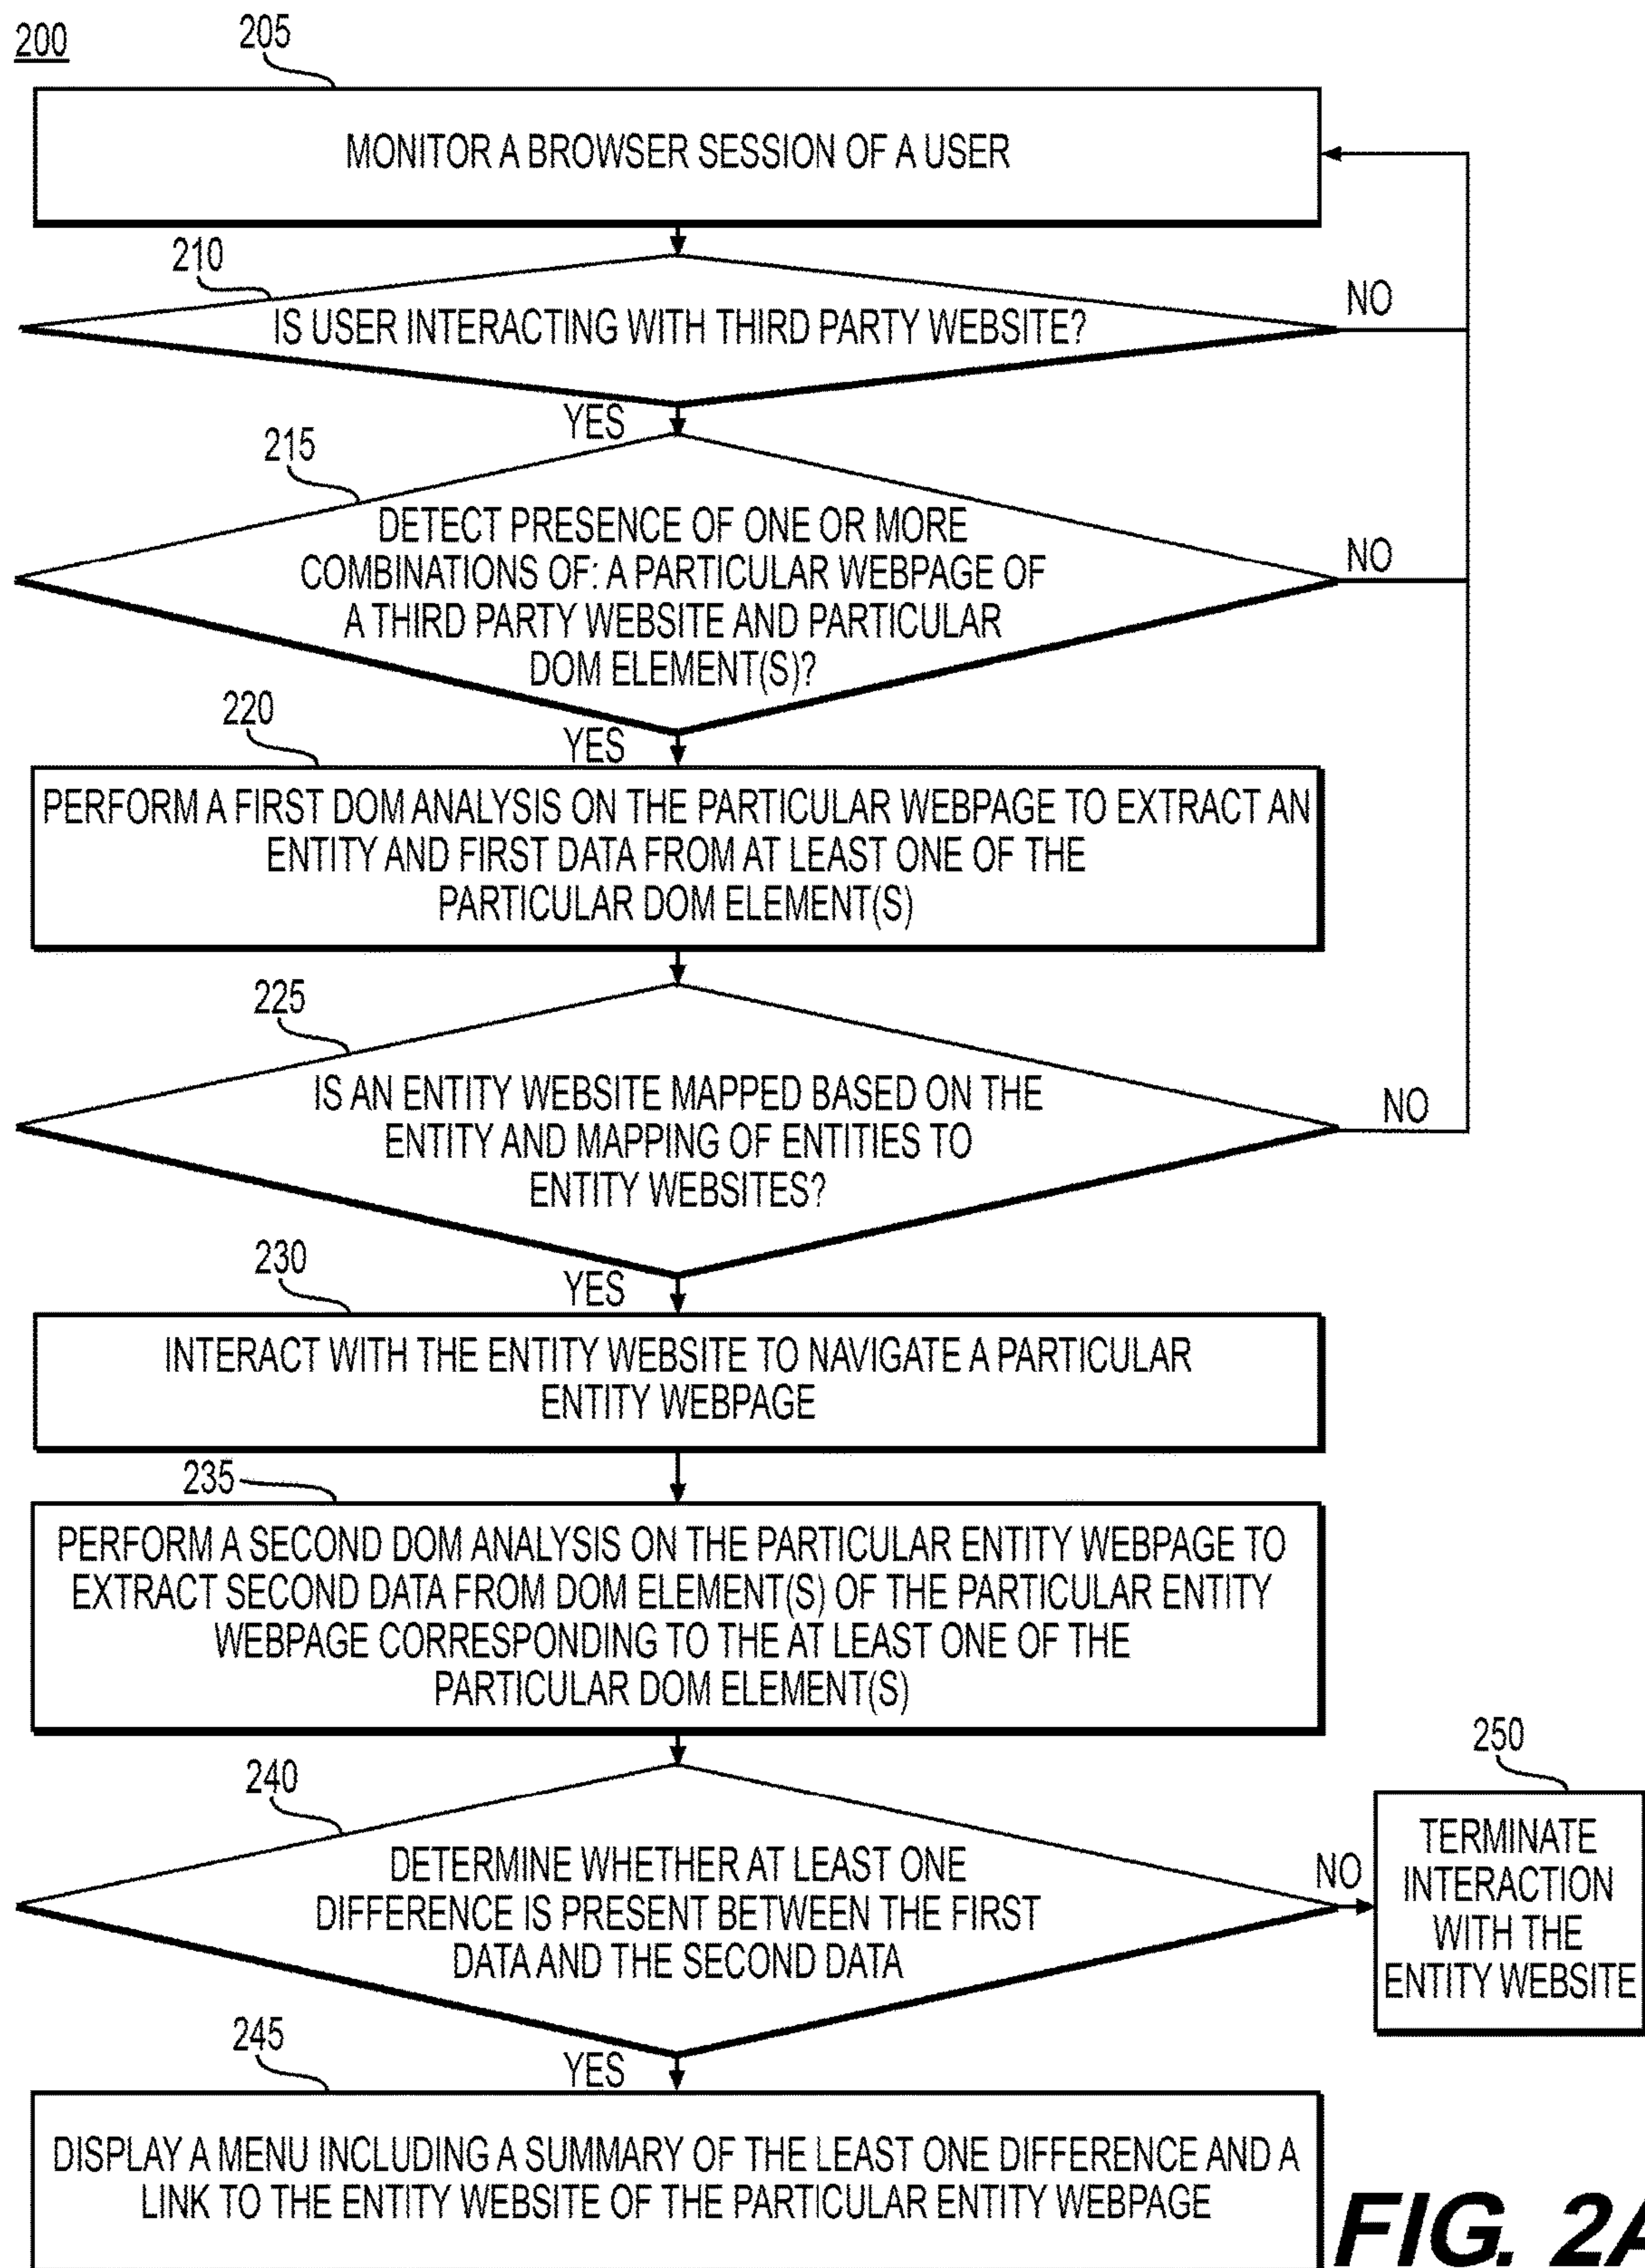 200
205
MONITOR A BROWSER SESSION OF A USER
210
IS USER INTERACTING WITH THIRD PARTY WEBSITE?
NO
YES
215
DETECT PRESENCE OF ONE OR MORE
COMBINATIONS OF: A PARTICULAR WEBPAGE OF
A THIRD PARTY WEBSITE AND PARTICULAR
DOM ELEMENT(S)?
NO
YES
220
PERFORM A FIRST DOM ANALYSIS ON THE PARTICULAR WEBPAGE TO EXTRACT AN
ENTITY AND FIRST DATA FROM AT LEAST ONE OF THE
PARTICULAR DOM ELEMENT(S)
225
IS AN ENTITY WEBSITE MAPPED BASED ON THE
ENTITY AND MAPPING OF ENTITIES TO
ENTITY WEBSITES?
NO
YES
230
INTERACT WITH THE ENTITY WEBSITE TO NAVIGATE A PARTICULAR
ENTITY WEBPAGE
235
PERFORM A SECOND DOM ANALYSIS ON THE PARTICULAR ENTITY WEBPAGE TO
EXTRACT SECOND DATA FROM DOM ELEMENT(S) OF THE PARTICULAR ENTITY
WEBPAGE CORRESPONDING TO THE AT LEAST ONE OF THE
PARTICULAR DOM ELEMENT(S)
240
DETERMINE WHETHER AT LEAST ONE
DIFFERENCE IS PRESENT BETWEEN THE FIRST
DATA AND THE SECOND DATA
NO
250
TERMINATE
INTERACTION
WITH THE
ENTITY WEBSITE
YES
245
DISPLAY A MENU INCLUDING A SUMMARY OF THE LEAST ONE DIFFERENCE AND A
LINK TO THE ENTITY WEBSITE OF THE PARTICULAR ENTITY WEBPAGE
FIG. 2A